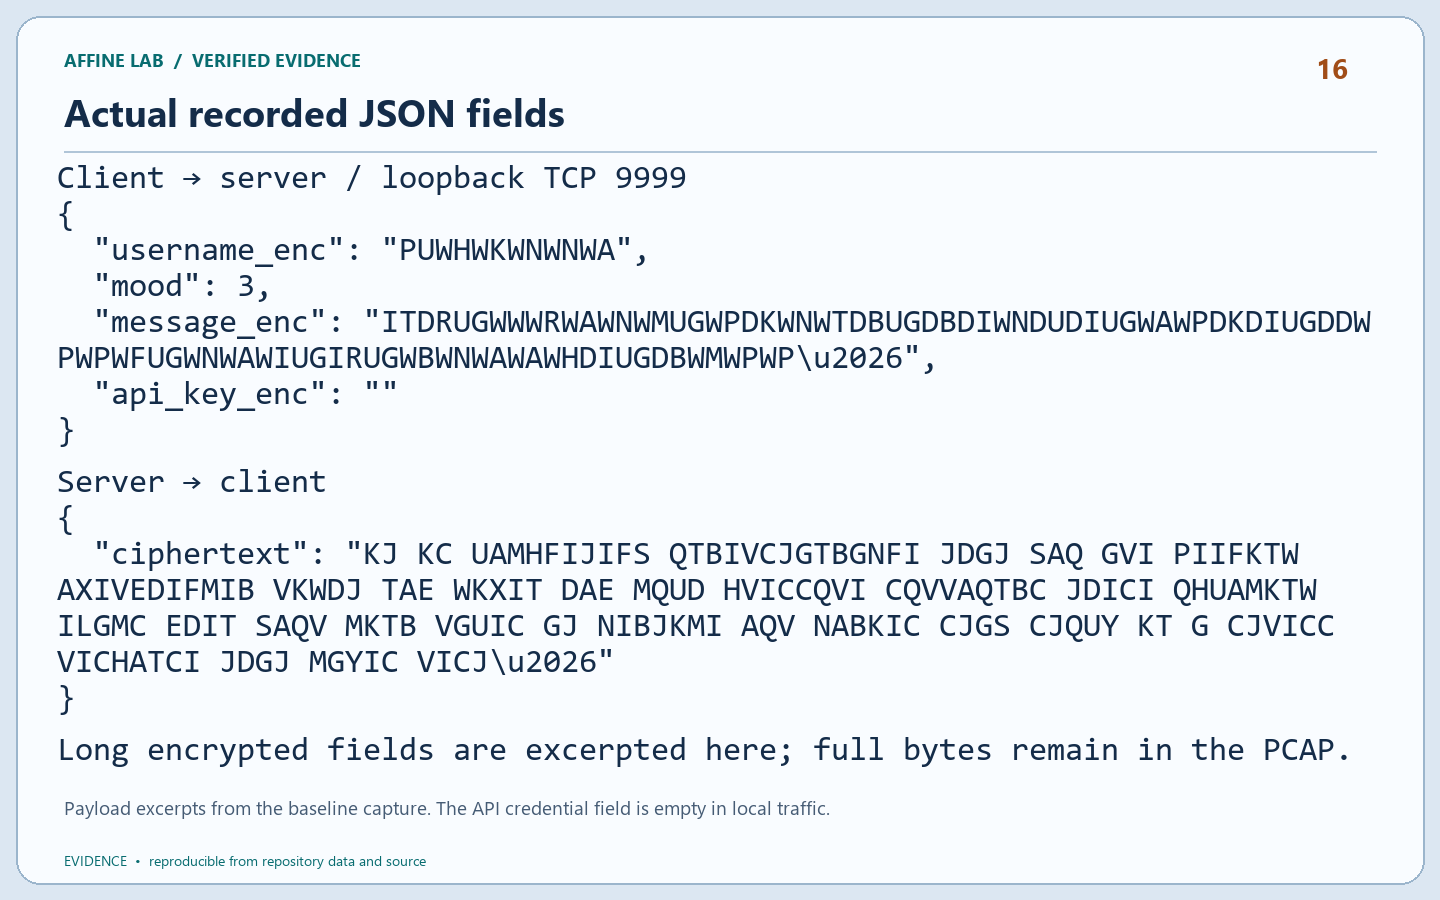 AFFINE LAB / VERIFIED EVIDENCE
16
Actual recorded JSON fields
Client → server / loopback TCP 9999
{
  "username_enc": "PUWHWKWNWNWA",
  "mood": 3,
  "message_enc": "ITDRUGWWWRWAWNWMUGWPDKWNWTDBUGDBDIWNDUDIUGWAWPDKDIUGDDW
PWPWFUGWNWAWIUGIRUGWBWNWAWAWHDIUGDBWMWPWP\u2026",
  "api_key_enc": ""
}
Server → client
{
  "ciphertext": "KJ KC UAMHFIJIFS QTBIVCJGTBGNFI JDGJ SAQ GVI PIIFKTW
AXIVEDIFMIB VKWDJ TAE WKXIT DAE MQUD HVICCQVI CQVVAQTBC JDICI QHUAMKTW
ILGMC EDIT SAQV MKTB VGUIC GJ NIBJKMI AQV NABKIC CJGS CJQUY KT G CJVICC
VICHATCI JDGJ MGYIC VICJ\u2026"
}
Long encrypted fields are excerpted here; full bytes remain in the PCAP.
Payload excerpts from the baseline capture. The API credential field is empty in local traffic.
EVIDENCE • reproducible from repository data and source